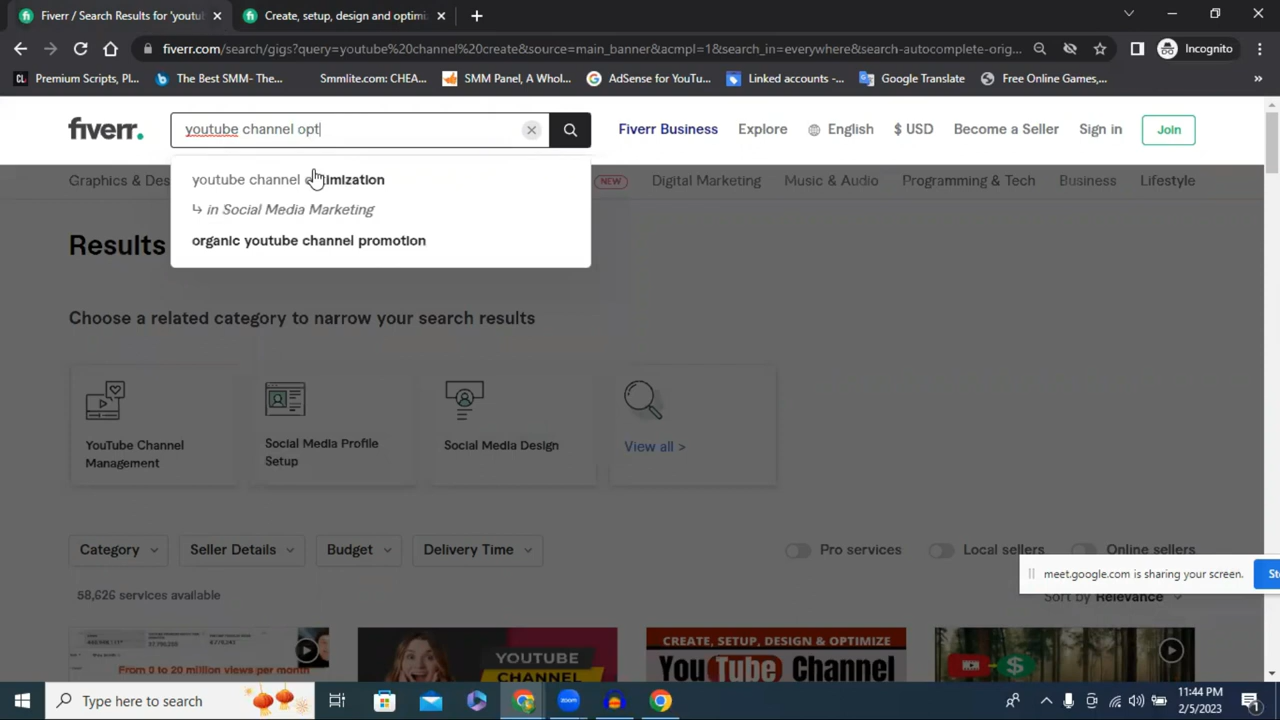 Fiverr / Search Results for 'youtu
Create, setup, design and optimi
fiverr.com/search/gigs?query=youtube%20channel%20create&source=main_banner&acmpl=1&search_in=everywhere&search-autocomplete-orig...
Incognito
Premium Scripts, Pl...
The Best SMM- The...
Smmlite.com: CHEA...
SMM Panel, A Whol...
AdSense for YouTu...
Linked accounts -...
Google Translate
Free Online Games,...
fiverr.
youtube channel opt
Fiverr Business
Explore
English
$ USD
Become a Seller
Sign in
Join
youtube channel optimization
in Social Media Marketing
organic youtube channel promotion
Graphics & Des
NEW
Digital Marketing
Music & Audio
Programming & Tech
Business
Lifestyle
Results
Choose a related category to narrow your search results
YouTube Channel
Management
Social Media Profile
Setup
Social Media Design
View all >
Category
Seller Details
Budget
Delivery Time
Pro services
Local sellers
Online sellers
meet.google.com is sharing your screen.
St
58,626 services available
Sort by Relevance
From 0 to 20 million views per month
YOUTUBE
CHANNEL
CREATE, SETUP, DESIGN & OPTIMIZE
YouTube Channel
Type here to search
zoom
11:44 PM
2/5/2023
1